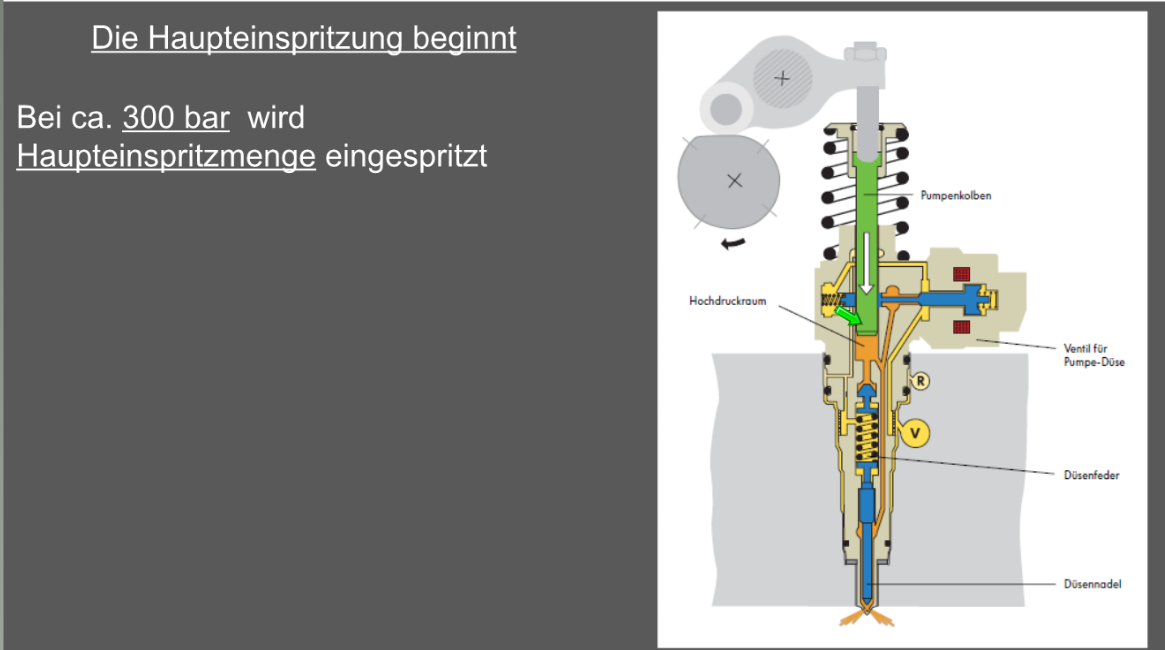 Die Haupteinspritzung beginnt
Bei ca. 300 bar wird
Haupteinspritzmenge eingespritzt
Pumpenkolben
Hochdruckraum
Ventil für
Pumpe-Düse
R
V
Düsenfeder
Düsennadel